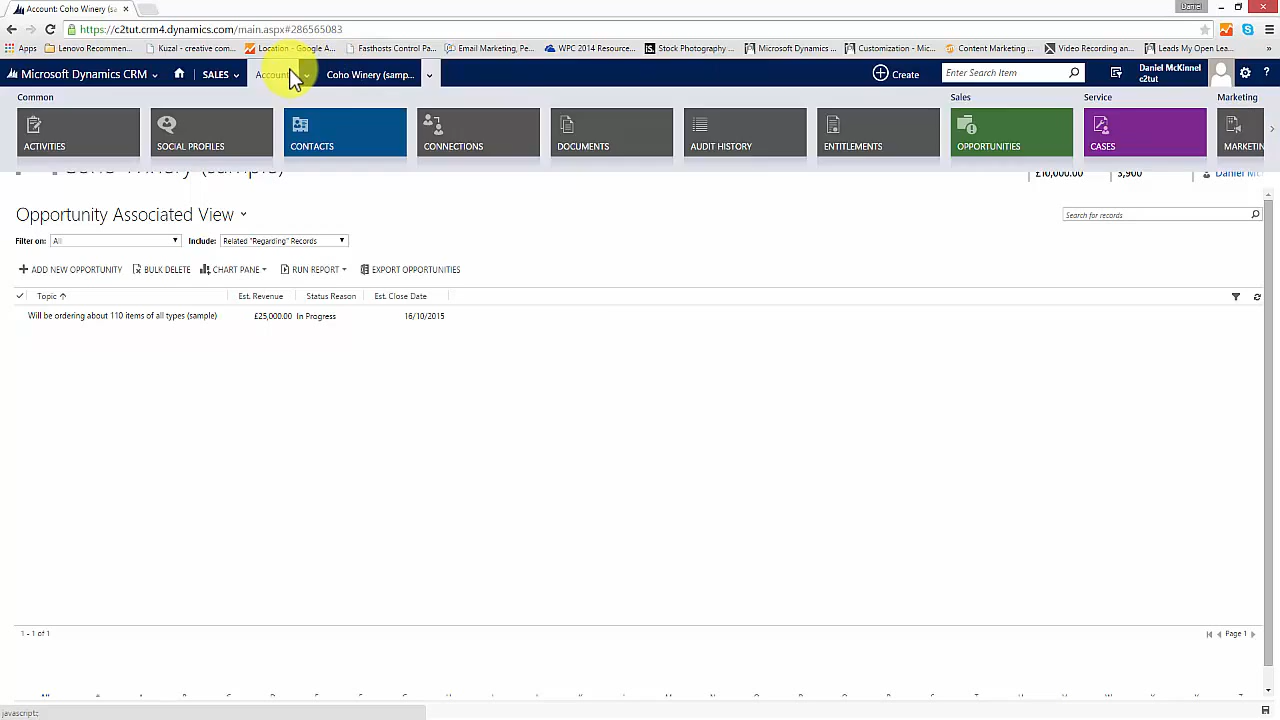 Account: Coho Winery (sa
Daniel
https://c2tut.crm4.dynamics.com/main.aspx#286565083
Apps
Lenovo Recommen...
Kuzal - creative com...
Location - Google A...
Fasthosts Control Pa...
Email Marketing, Pe...
WPC 2014 Resource...
Stock Photography ...
Microsoft Dynamics ...
Customization - Mic...
Content Marketing ...
Video Recording an...
Leads My Open Lea...
»
Microsoft Dynamics CRM
SALES
Account
Coho Winery (samp...
Create
Enter Search Item
Daniel McKinnel
c2tut
?
Common
Sales
Service
Marketing
ACTIVITIES
SOCIAL PROFILES
CONTACTS
CONNECTIONS
DOCUMENTS
AUDIT HISTORY
ENTITLEMENTS
OPPORTUNITIES
CASES
MARKETIN
Coho Winery (sample)
£10,000.00
3,900
Opportunity Associated View
Search for records
Filter on:
All
Include:
Related "Regarding" Records
ADD NEW OPPORTUNITY
BULK DELETE
CHART PANE
RUN REPORT
EXPORT OPPORTUNITIES
Topic
Est. Revenue
Status Reason
Est. Close Date
Will be ordering about 110 items of all types (sample)
£25,000.00
In Progress
16/10/2015
1 - 1 of 1
Page 1
javascript: